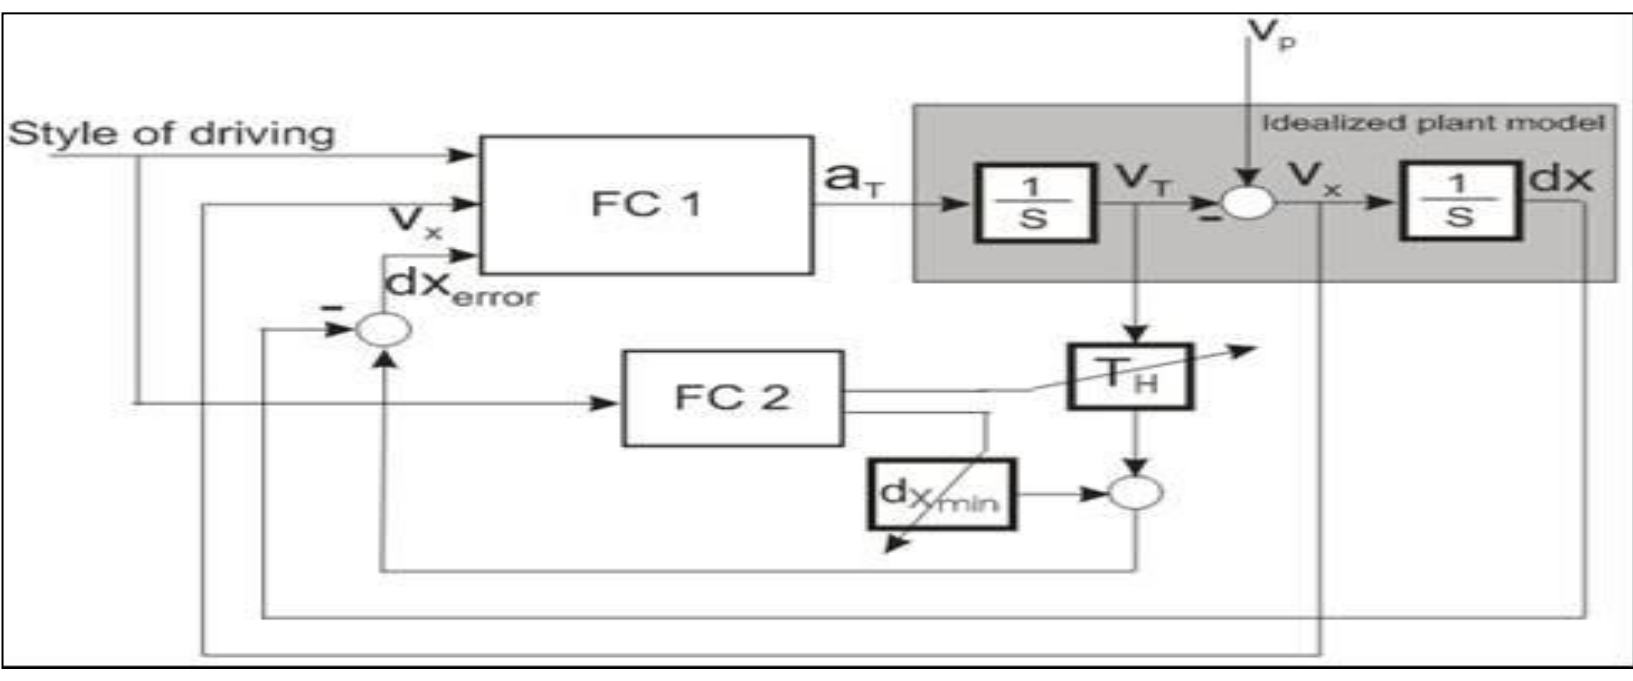 V_P
Idealized plant model
Style of driving
FC 1
a_T
1
S
V_T
-
V_x
1
S
dx
V_x
dx_error
-
FC 2
T_H
dx_min